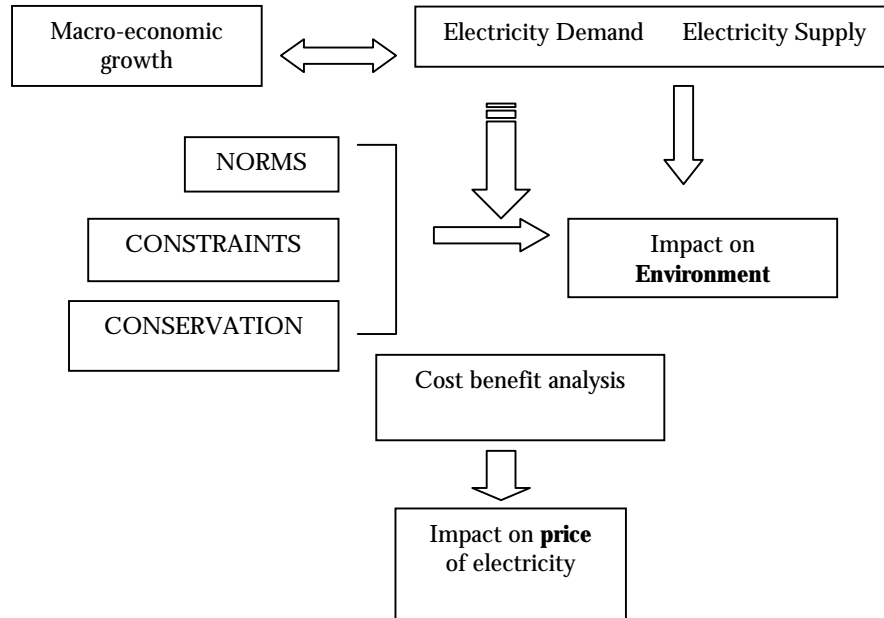 Macro-economic
growth
Electricity Demand Electricity Supply
NORMS
CONSTRAINTS
CONSERVATION
Impact on
Environment
Cost benefit analysis
Impact on price
of electricity